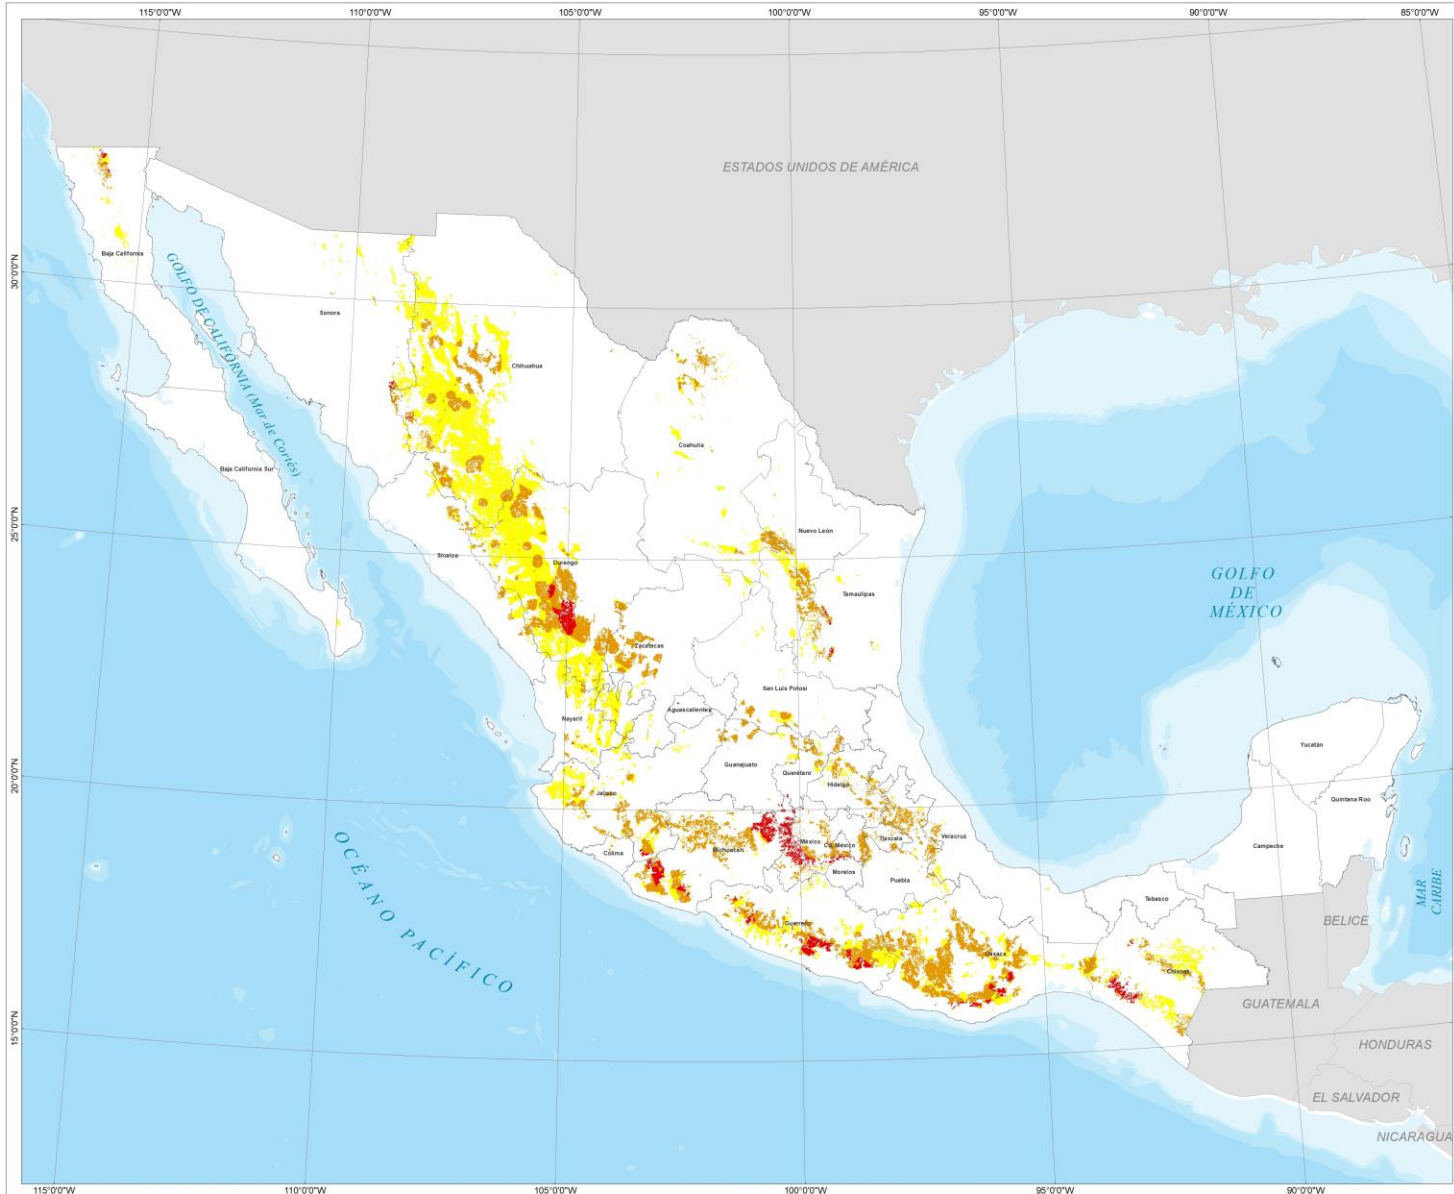 115°0'0"W 110°0'0"W 105°0'0"W 100°0'0"W 95°0'0"W 90°0'0"W 85°0'0"W
ESTADOS UNIDOS DE AMÉRICA
Baja California
30°0'0"N
GOLFO DE CALIFORNIA (Mar de Cortés)
Sonora
Chihuahua
Coahuila
Baja California Sur
25°0'0"N
Nuevo León
Sinaloa
Durango
GOLFO
DE
MÉXICO
Tamaulipas
Zacatecas
San Luis Potosí
Aguascalientes
Nayarit
Yucatán
20°0'0"N
Guanajuato
Querétaro
Hidalgo
Jalisco
Quintana Roo
Tlaxcala
Veracruz
México
Cd. México
Michoacán
Colima
Campeche
Morelos
Puebla
Tabasco
MAR
CARIBE
OCÉANO PACÍFICO
BELICE
Guerrero
Oaxaca
Chiapas
GUATEMALA
15°0'0"N
HONDURAS
EL SALVADOR
NICARAGUA
115°0'0"W 110°0'0"W 105°0'0"W 100°0'0"W 95°0'0"W 90°0'0"W